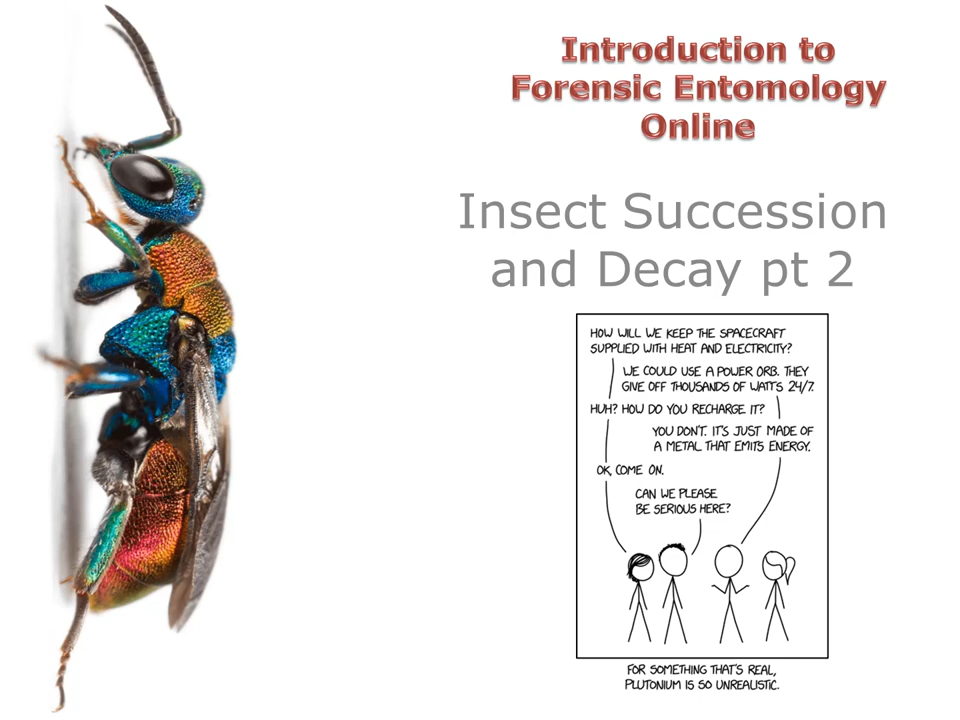 Introduction to
Forensic Entomology
Online
Insect Succession
and Decay pt 2
HOW WILL WE KEEP THE SPACECRAFT
SUPPLIED WITH HEAT AND ELECTRICITY?
WE COULD USE A POWER ORB. THEY
GIVE OFF THOUSANDS OF WATTS 24/7.
HUH? HOW DO YOU RECHARGE IT?
YOU DON'T. IT'S JUST MADE OF
A METAL THAT EMITS ENERGY.
OK, COME ON.
CAN WE PLEASE
BE SERIOUS HERE?
FOR SOMETHING THAT'S REAL,
PLUTONIUM IS SO UNREALISTIC.